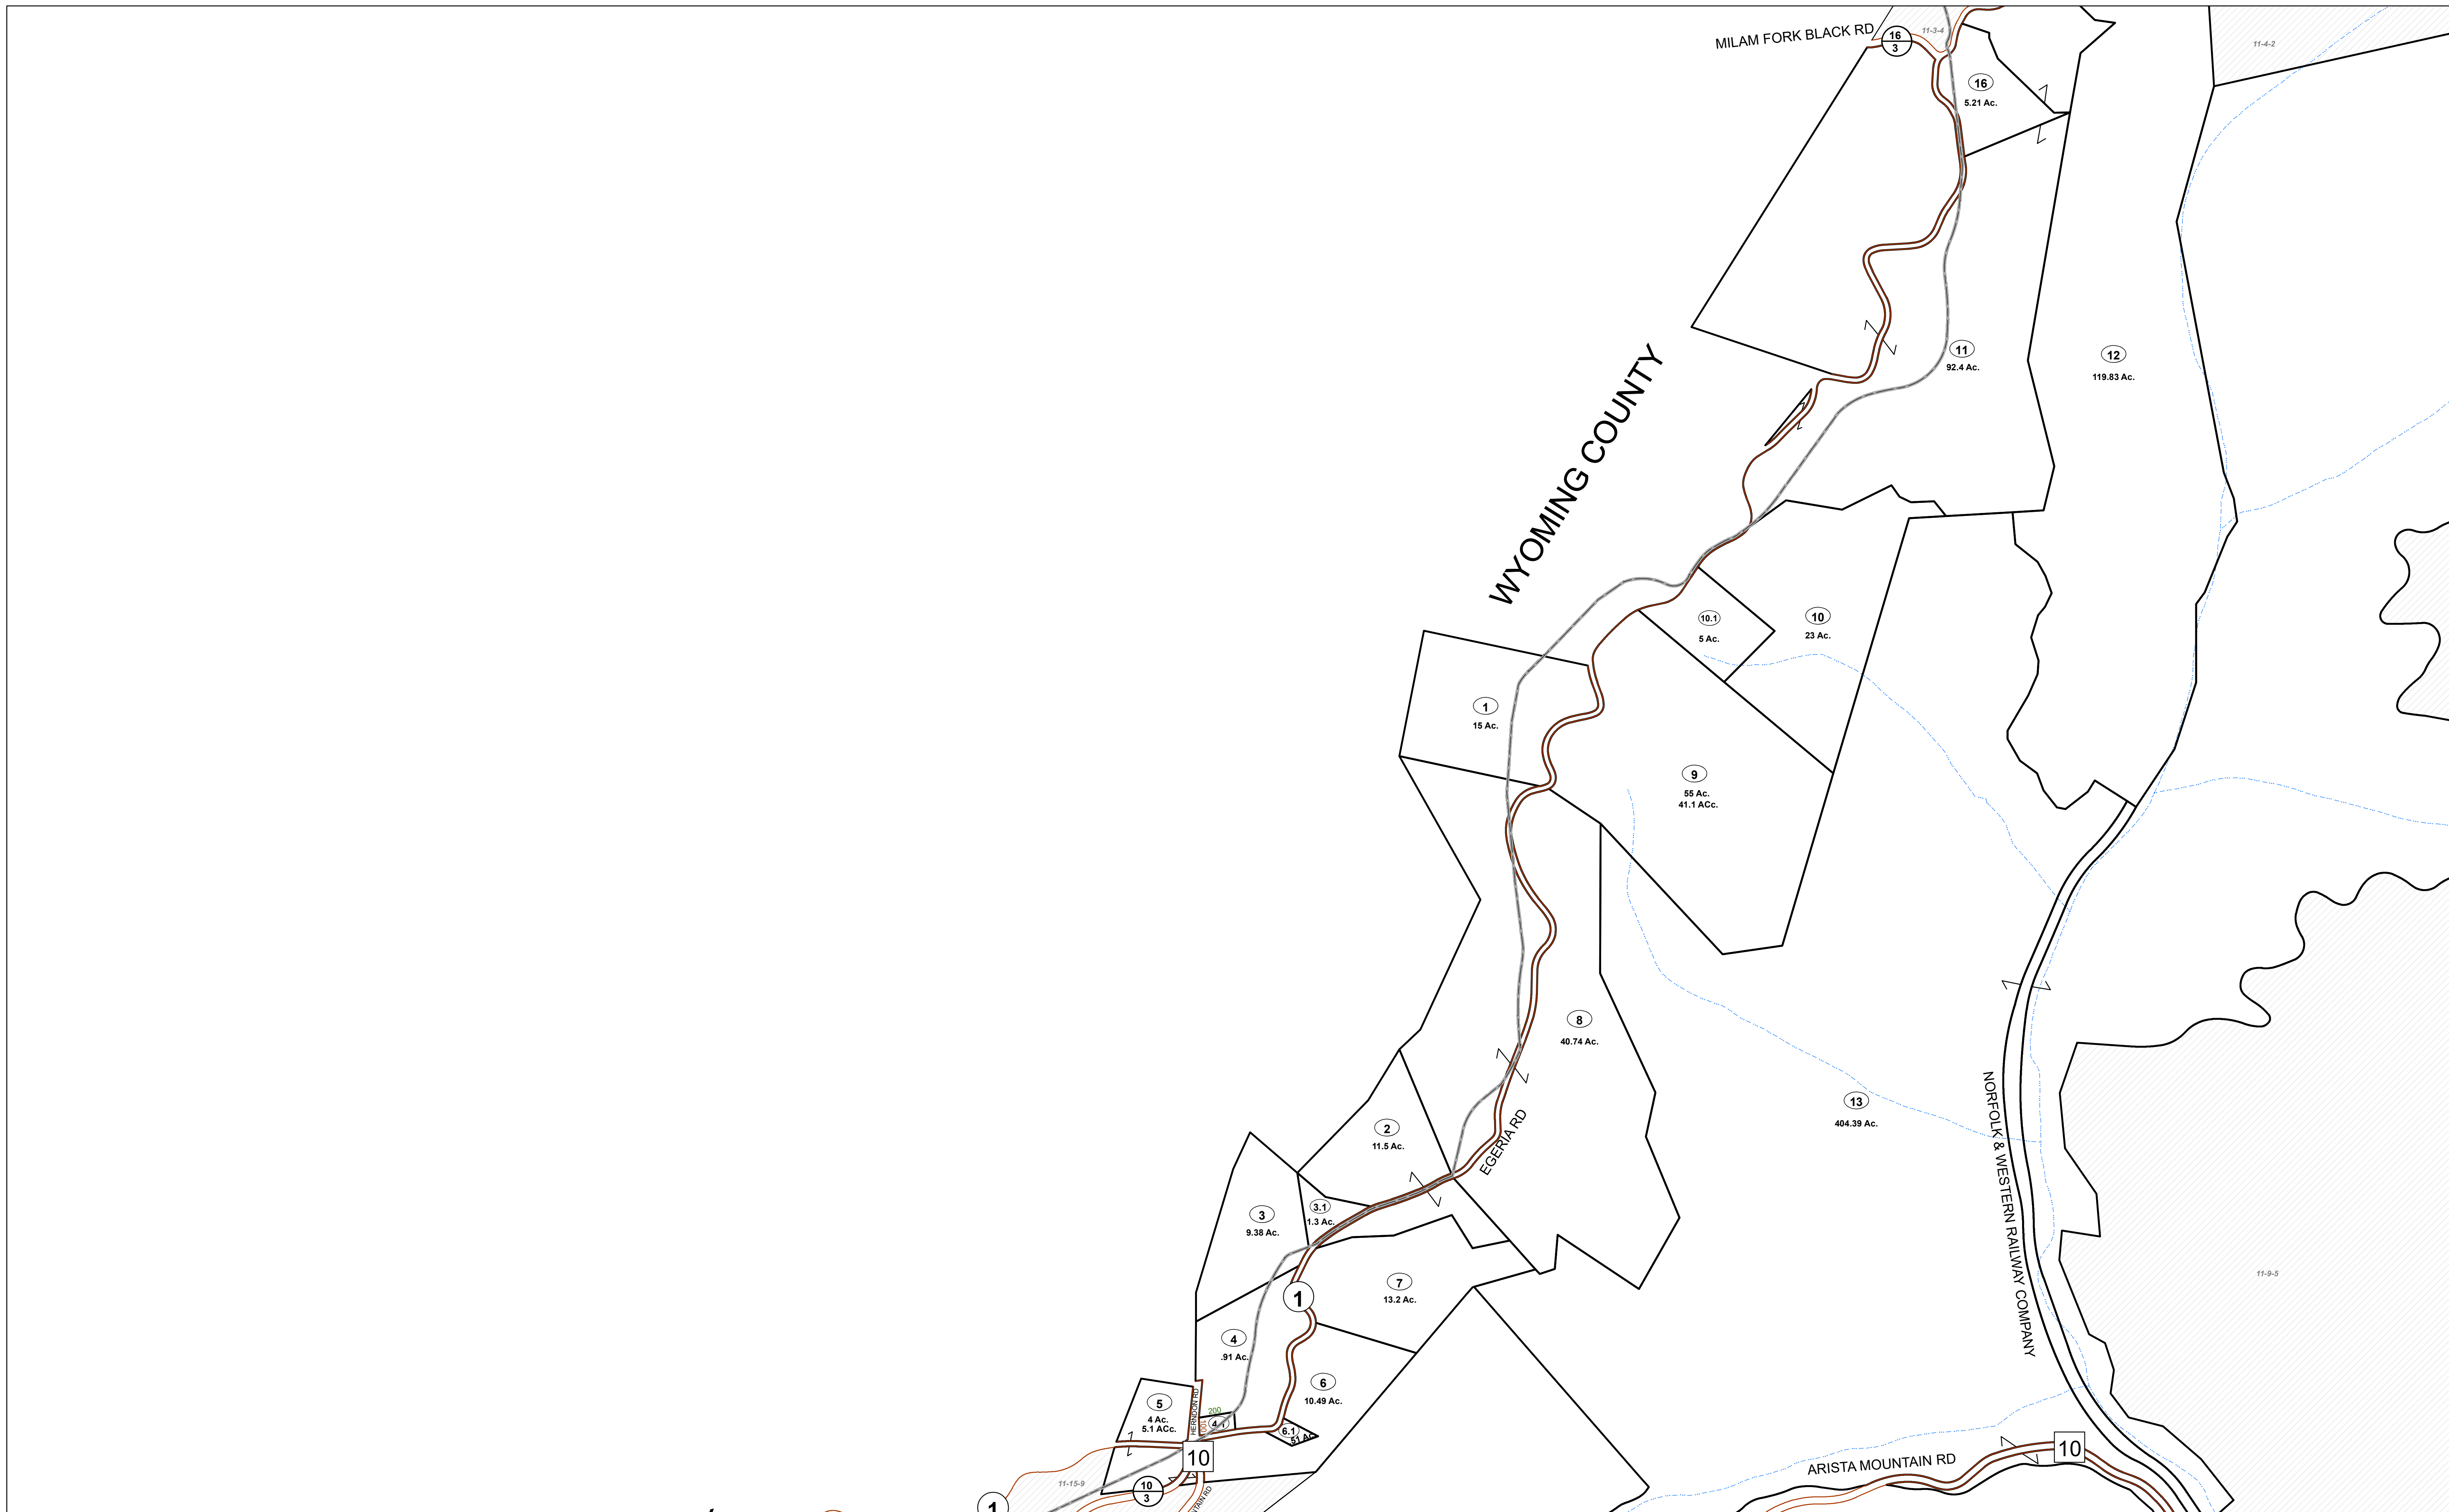 MILAM FORK BLACK RD
16
3
11-3-4
11-4-2
16
5.21 Ac.
WYOMING COUNTY
11
92.4 Ac.
12
119.83 Ac.
10.1
5 Ac.
10
23 Ac.
1
15 Ac.
9
55 Ac.
41.1 ACc.
8
40.74 Ac.
13
404.39 Ac.
NORFOLK & WESTERN RAILWAY COMPANY
2
11.5 Ac.
EGERIA RD
3
9.38 Ac.
3.1
1.3 Ac.
11-9-5
7
13.2 Ac.
1
4
.91 Ac.
6
10.49 Ac.
5
4 Ac.
5.1 ACc.
HERNDON RD
200
100
6.1
.51 Ac.
10
ARISTA MOUNTAIN RD
10
11-15-9
10
3
1